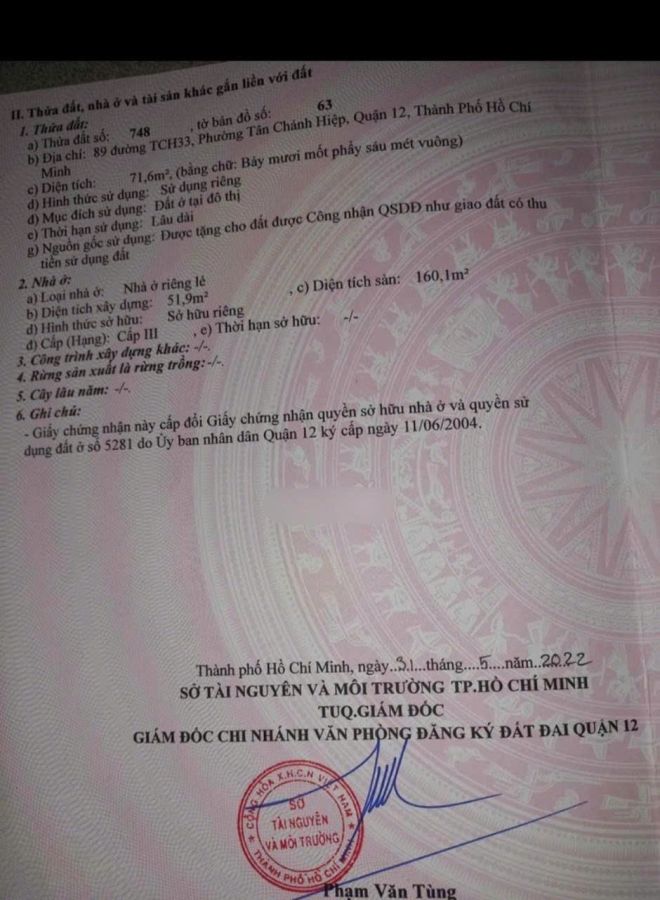 II. Thửa đất, nhà ở và tài sản khác gắn liền với đất
1. Thửa đất:
a) Thửa đất số: 748 , tờ bản đồ số: 63
b) Địa chỉ: 89 đường TCH33, Phường Tân Chánh Hiệp, Quận 12, Thành Phố Hồ Chí
Minh
c) Diện tích: 71,6m², (bằng chữ: Bảy mươi mốt phẩy sáu mét vuông)
d) Hình thức sử dụng: Sử dụng riêng
đ) Mục đích sử dụng: Đất ở tại đô thị
e) Thời hạn sử dụng: Lâu dài
g) Nguồn gốc sử dụng: Được tặng cho đất được Công nhận QSDĐ như giao đất có thu
tiền sử dụng đất
2. Nhà ở:
a) Loại nhà ở: Nhà ở riêng lẻ
b) Diện tích xây dựng: 51,9m² , c) Diện tích sàn: 160,1m²
d) Hình thức sở hữu: Sở hữu riêng
đ) Cấp (Hạng): Cấp III , e) Thời hạn sở hữu: -/-
3. Công trình xây dựng khác: -/-.
4. Rừng sản xuất là rừng trồng:-/-.
5. Cây lâu năm: -/-.
6. Ghi chú:
- Giấy chứng nhận này cấp đổi Giấy chứng nhận quyền sở hữu nhà ở và quyền sử
dụng đất ở số 5281 do Ủy ban nhân dân Quận 12 ký cấp ngày 11/06/2004.
Thành phố Hồ Chí Minh, ngày..31...tháng....5....năm..2022
SỞ TÀI NGUYÊN VÀ MÔI TRƯỜNG TP.HỒ CHÍ MINH
TUQ.GIÁM ĐỐC
GIÁM ĐỐC CHI NHÁNH VĂN PHÒNG ĐĂNG KÝ ĐẤT ĐAI QUẬN 12
CỘNG HÒA X.H.C.N VIỆT NAM
SỞ
TÀI NGUYÊN
VÀ MÔI TRƯỜNG
THÀNH PHỐ HỒ CHÍ MINH
Phạm Văn Tùng